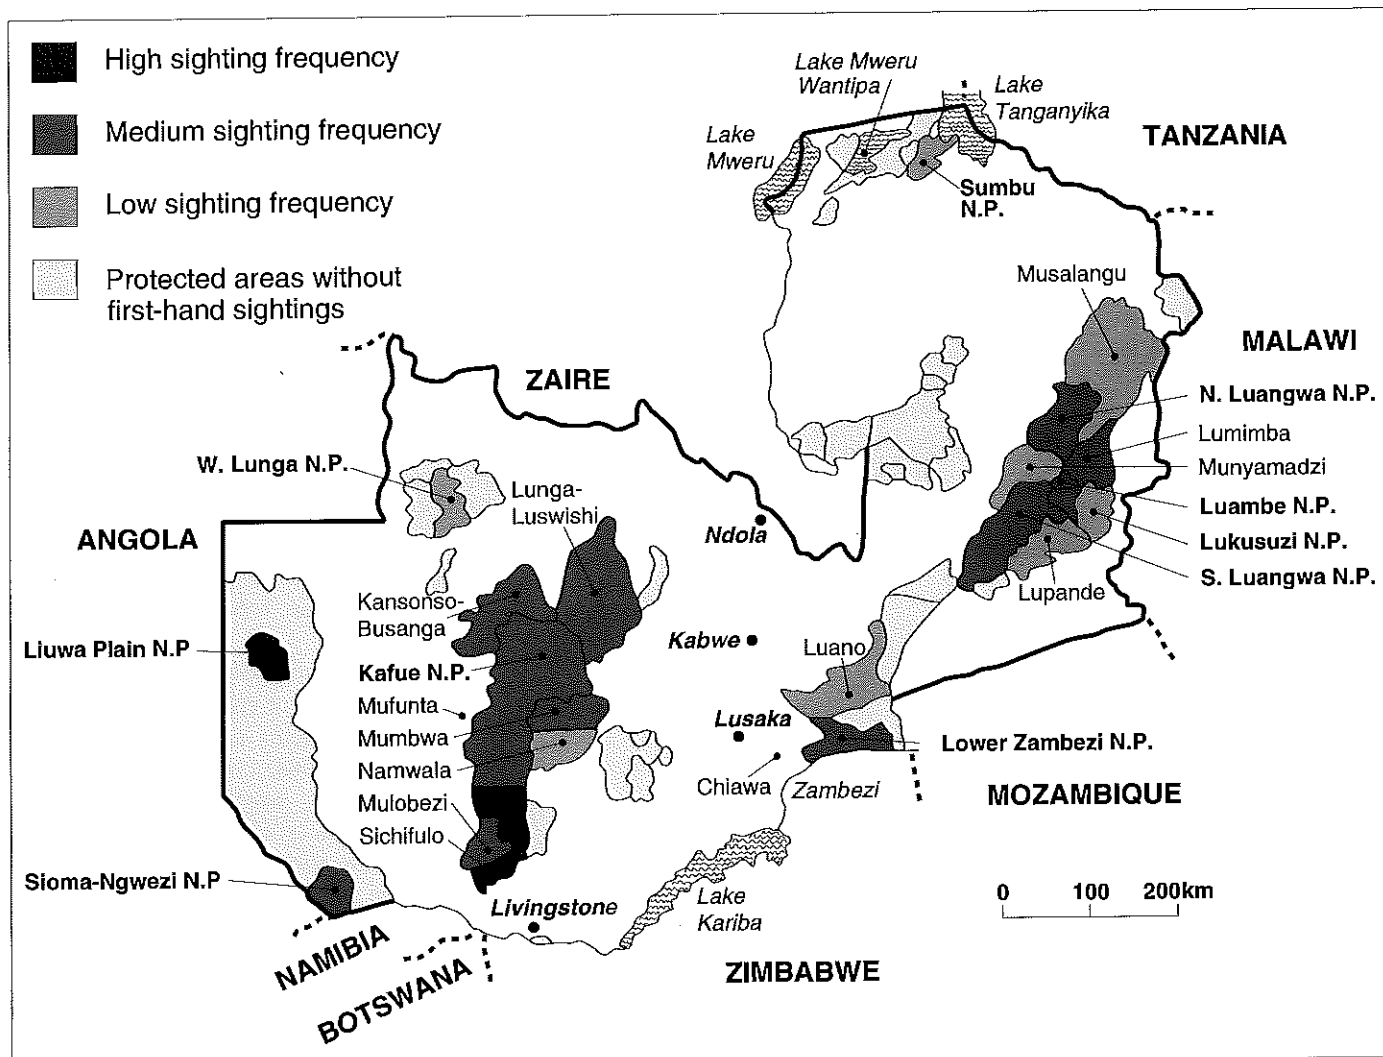 High sighting frequency
Medium sighting frequency
Low sighting frequency
Protected areas without
first-hand sightings
Lake Mweru
Wantipa
Lake
Tanganyika
Lake
Mweru
TANZANIA
Sumbu
N.P.
Musalangu
MALAWI
ZAIRE
N. Luangwa N.P.
Lumimba
Munyamadzi
Luambe N.P.
Lukusuzi N.P.
S. Luangwa N.P.
Lupande
W. Lunga N.P.
Lunga-
Luswishi
Ndola
ANGOLA
Kansonso-
Busanga
Liuwa Plain N.P
Kafue N.P.
Kabwe
Luano
Mufunta
Mumbwa
Lusaka
Namwala
Lower Zambezi N.P.
Chiawa
Zambezi
MOZAMBIQUE
Mulobezi
Sichifulo
Sioma-Ngwezi N.P
Livingstone
Lake
Kariba
0 100 200km
NAMIBIA
BOTSWANA
ZIMBABWE